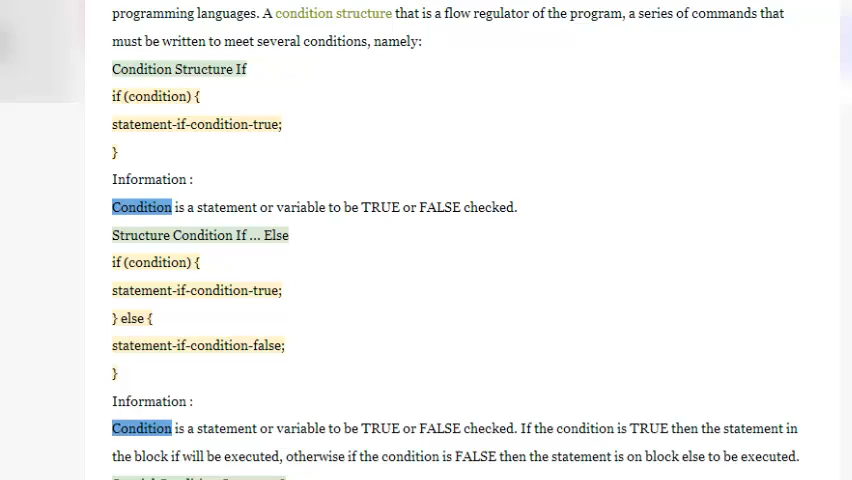 programming languages. A condition structure that is a flow regulator of the program, a series of commands that
must be written to meet several conditions, namely:
Condition Structure If
if (condition) {
statement-if-condition-true;
}
Information :
Condition is a statement or variable to be TRUE or FALSE checked.
Structure Condition If ... Else
if (condition) {
statement-if-condition-true;
} else {
statement-if-condition-false;
}
Information :
Condition is a statement or variable to be TRUE or FALSE checked. If the condition is TRUE then the statement in
the block if will be executed, otherwise if the condition is FALSE then the statement is on block else to be executed.